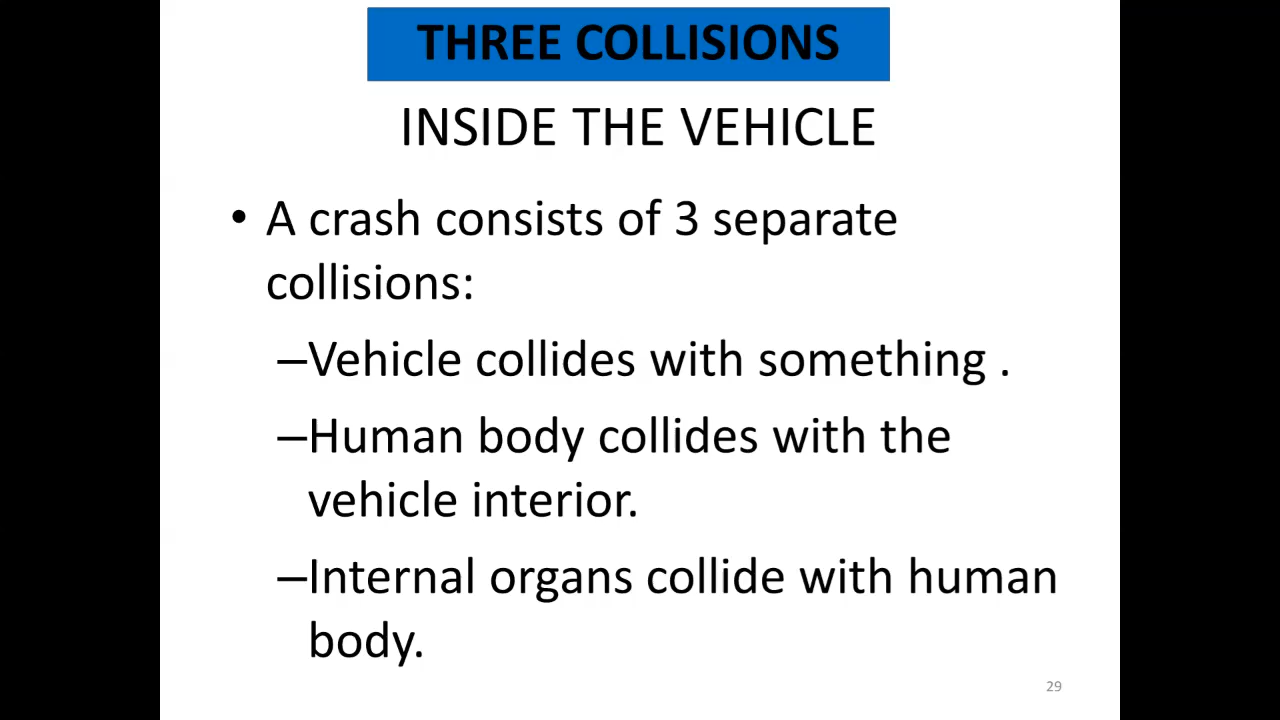 THREE COLLISIONS
INSIDE THE VEHICLE
• A crash consists of 3 separate
collisions:
–Vehicle collides with something .
–Human body collides with the
vehicle interior.
–Internal organs collide with human
body.
29